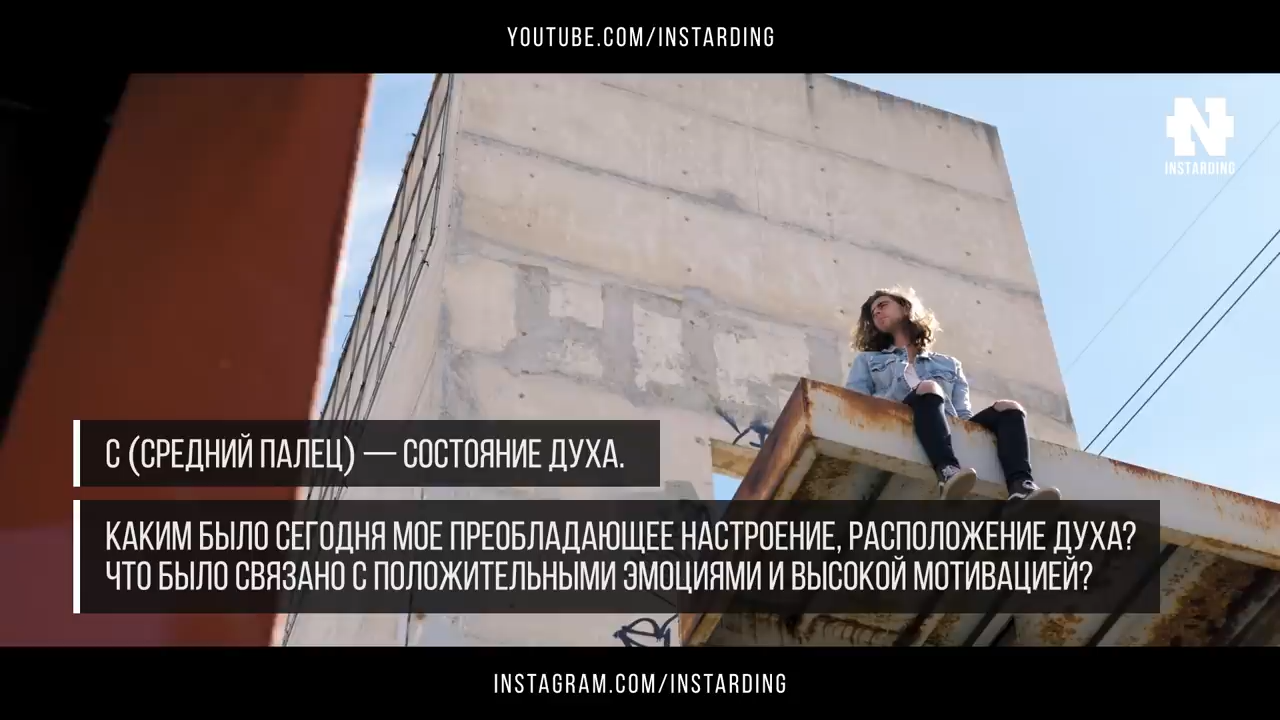 YOUTUBE.COM/INSTARDING
N
INSTARDING
С (СРЕДНИЙ ПАЛЕЦ) — СОСТОЯНИЕ ДУХА.
КАКИМ БЫЛО СЕГОДНЯ МОЕ ПРЕОБЛАДАЮЩЕЕ НАСТРОЕНИЕ, РАСПОЛОЖЕНИЕ ДУХА?
ЧТО БЫЛО СВЯЗАНО С ПОЛОЖИТЕЛЬНЫМИ ЭМОЦИЯМИ И ВЫСОКОЙ МОТИВАЦИЕЙ?
INSTAGRAM.COM/INSTARDING